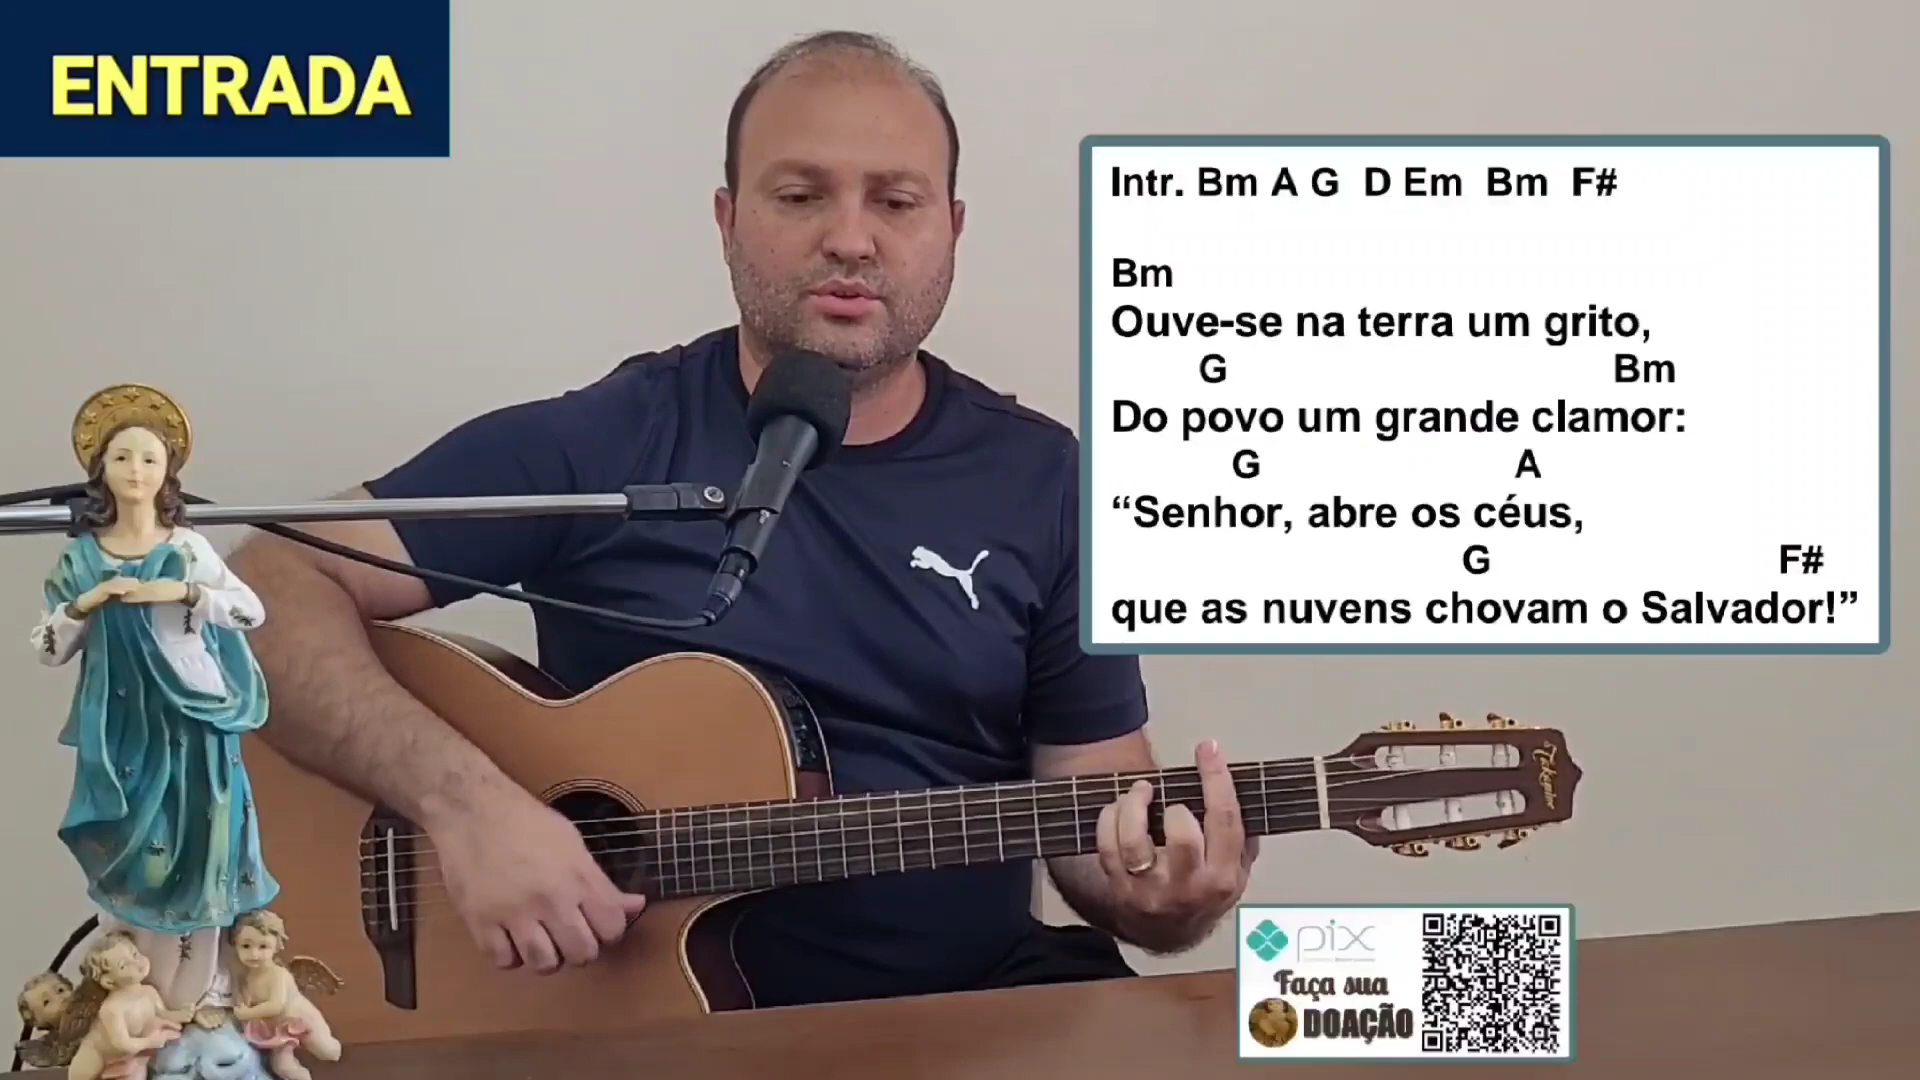 ENTRADA
Intr. Bm A G D Em Bm F#
Bm
Ouve-se na terra um grito,
G Bm
Do povo um grande clamor:
G A
“Senhor, abre os céus,
G F#
que as nuvens chovam o Salvador!”
Takamine
pix
Faça sua
DOAÇÃO